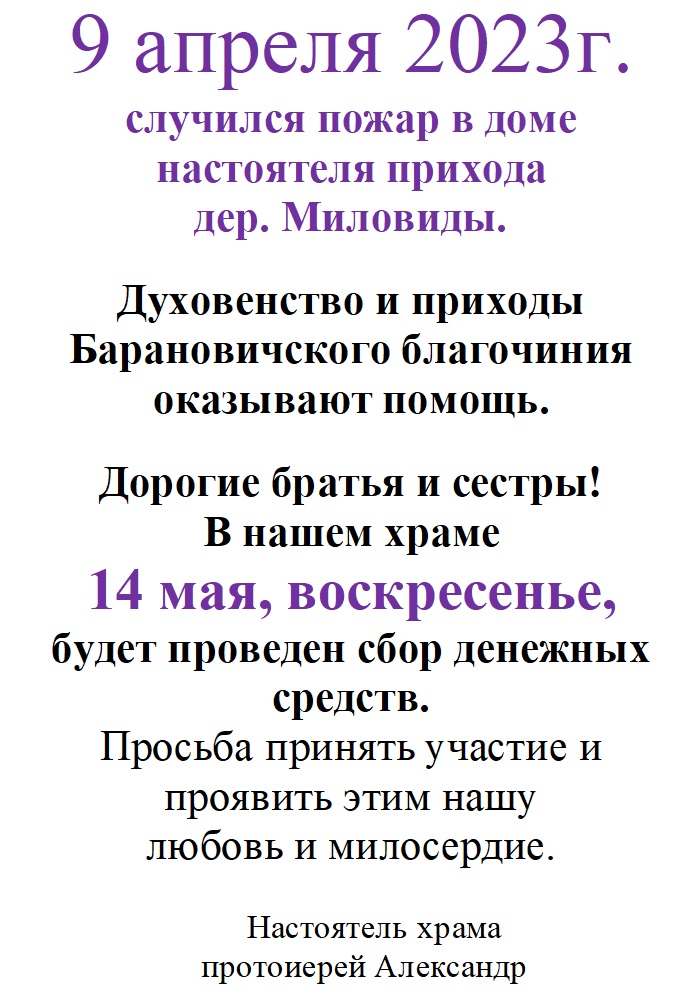 9 апреля 2023г.
случился пожар в доме
настоятеля прихода
дер. Миловиды.
Духовенство и приходы
Барановичского благочиния
оказывают помощь.
Дорогие братья и сестры!
В нашем храме
14 мая, воскресенье,
будет проведен сбор денежных
средств.
Просьба принять участие и
проявить этим нашу
любовь и милосердие.
Настоятель храма
протоиерей Александр